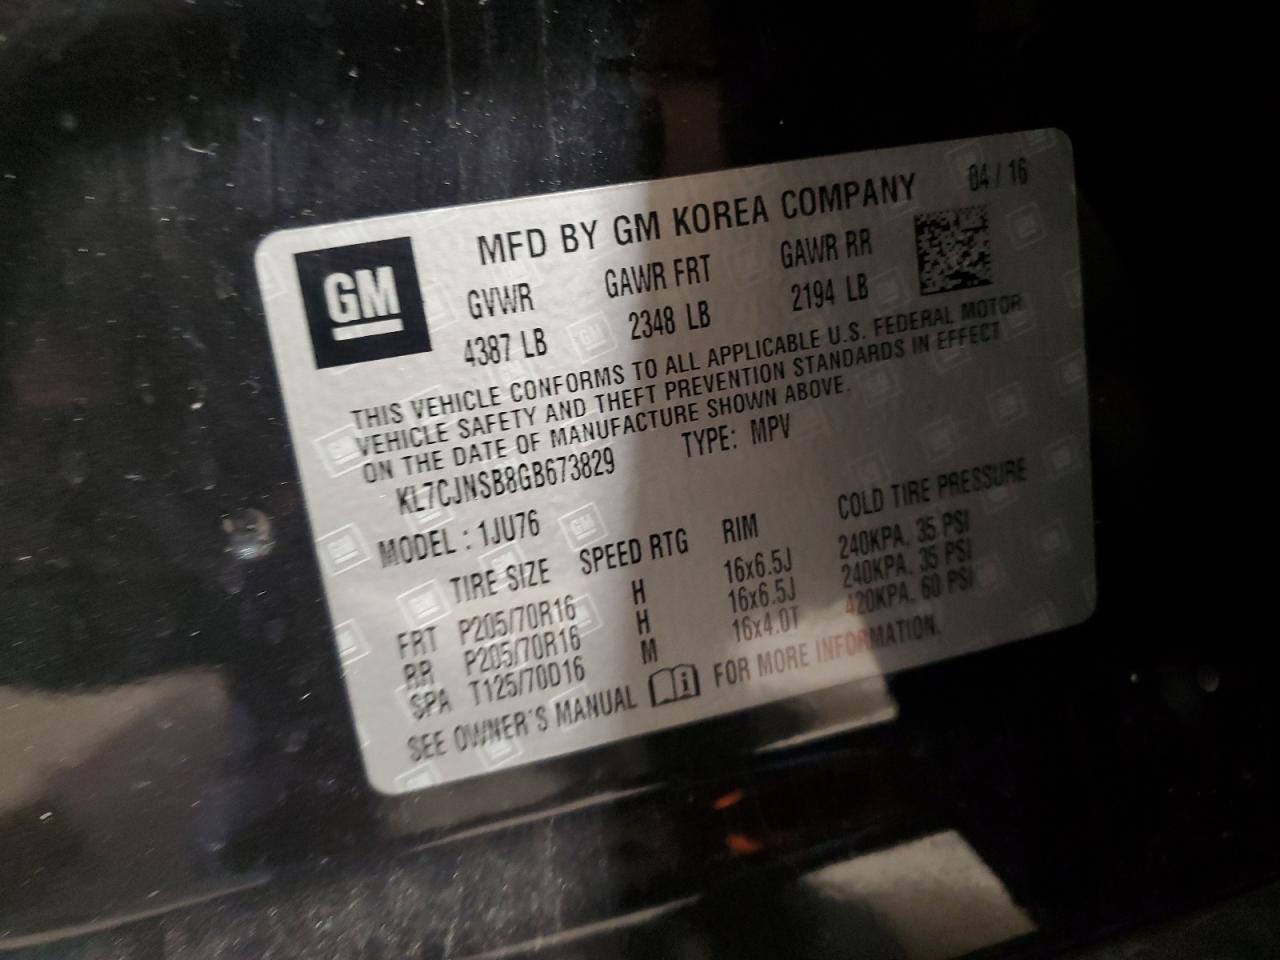 MFD BY GM KOREA COMPANY 04 / 16
GM
GVWR GAWR FRT GAWR RR
4387 LB 2348 LB 2194 LB
THIS VEHICLE CONFORMS TO ALL APPLICABLE U.S. FEDERAL MOTOR
VEHICLE SAFETY AND THEFT PREVENTION STANDARDS IN EFFECT
ON THE DATE OF MANUFACTURE SHOWN ABOVE.
KL7CJNSB8GB673829 TYPE: MPV
MODEL : 1JU76
TIRE SIZE SPEED RTG RIM COLD TIRE PRESSURE
FRT P205/70R16 H 16x6.5J 240KPA, 35 PSI
RR P205/70R16 H 16x6.5J 240KPA, 35 PSI
SPA T125/70D16 M 16x4.0T 420KPA, 60 PSI
SEE OWNER'S MANUAL i FOR MORE INFORMATION.